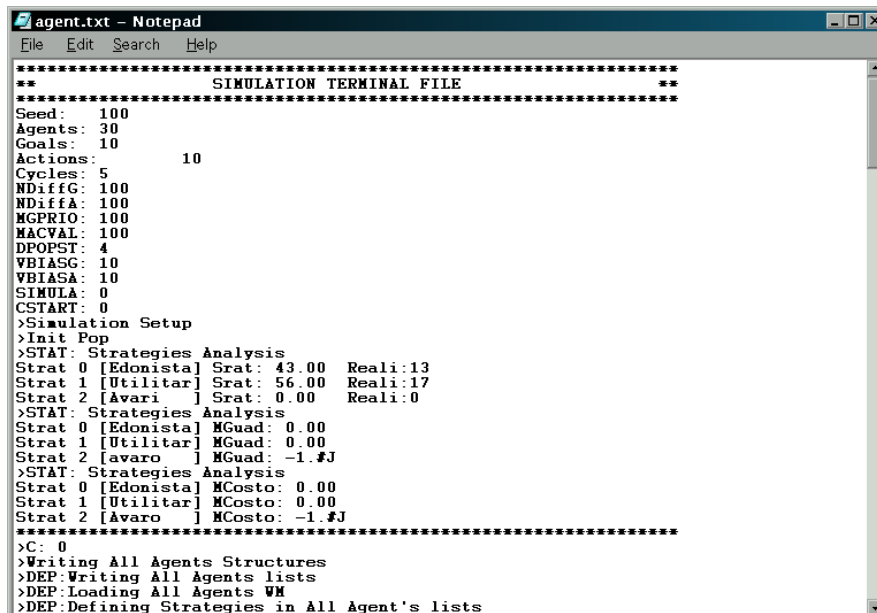 agent.txt – Notepad
File Edit Search Help
****************************************************************
** SIMULATION TERMINAL FILE **
****************************************************************
Seed: 100
Agents: 30
Goals: 10
Actions: 10
Cycles: 5
NDiffG: 100
NDiffA: 100
MGPRIO: 100
MACVAL: 100
DPOPST: 4
VBIASG: 10
VBIASA: 10
SIMULA: 0
CSTART: 0
>Simulation Setup
>Init Pop
>STAT: Strategies Analysis
Strat 0 [Edonista] Srat: 43.00 Reali:13
Strat 1 [Utilitar] Srat: 56.00 Reali:17
Strat 2 [Avari   ] Srat: 0.00 Reali:0
>STAT: Strategies Analysis
Strat 0 [Edonista] MGuad: 0.00
Strat 1 [Utilitar] MGuad: 0.00
Strat 2 [avaro   ] MGuad: -1.#J
>STAT: Strategies Analysis
Strat 0 [Edonista] MCosto: 0.00
Strat 1 [Utilitar] MCosto: 0.00
Strat 2 [Avaro   ] MCosto: -1.#J
****************************************************************
>C: 0
>Writing All Agents Structures
>DEP:Writing All Agents lists
>DEP:Loading All Agents WM
>DEP:Defining Strategies in All Agent's lists